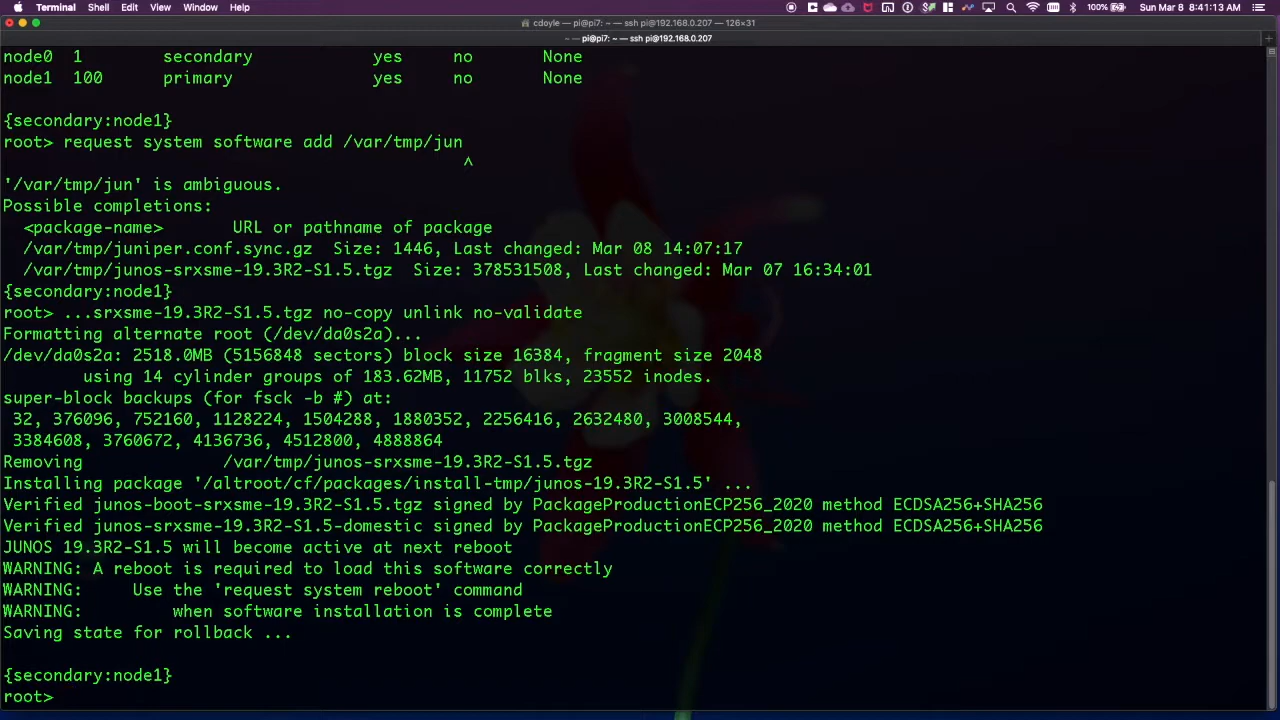 Terminal Shell Edit View Window Help 100% Sun Mar 8 8:41:13 AM
cdoyle — pi@pi7: ~ — ssh pi@192.168.0.207 — 126×31
~ — pi@pi7: ~ — ssh pi@192.168.0.207 +
node0 1 secondary yes no None
node1 100 primary yes no None
{secondary:node1}
root> request system software add /var/tmp/jun
^
'/var/tmp/jun' is ambiguous.
Possible completions:
<package-name> URL or pathname of package
/var/tmp/juniper.conf.sync.gz Size: 1446, Last changed: Mar 08 14:07:17
/var/tmp/junos-srxsme-19.3R2-S1.5.tgz Size: 378531508, Last changed: Mar 07 16:34:01
{secondary:node1}
root> ...srxsme-19.3R2-S1.5.tgz no-copy unlink no-validate
Formatting alternate root (/dev/da0s2a)...
/dev/da0s2a: 2518.0MB (5156848 sectors) block size 16384, fragment size 2048
using 14 cylinder groups of 183.62MB, 11752 blks, 23552 inodes.
super-block backups (for fsck -b #) at:
32, 376096, 752160, 1128224, 1504288, 1880352, 2256416, 2632480, 3008544,
3384608, 3760672, 4136736, 4512800, 4888864
Removing /var/tmp/junos-srxsme-19.3R2-S1.5.tgz
Installing package '/altroot/cf/packages/install-tmp/junos-19.3R2-S1.5' ...
Verified junos-boot-srxsme-19.3R2-S1.5.tgz signed by PackageProductionECP256_2020 method ECDSA256+SHA256
Verified junos-srxsme-19.3R2-S1.5-domestic signed by PackageProductionECP256_2020 method ECDSA256+SHA256
JUNOS 19.3R2-S1.5 will become active at next reboot
WARNING: A reboot is required to load this software correctly
WARNING: Use the 'request system reboot' command
WARNING: when software installation is complete
Saving state for rollback ...
{secondary:node1}
root>